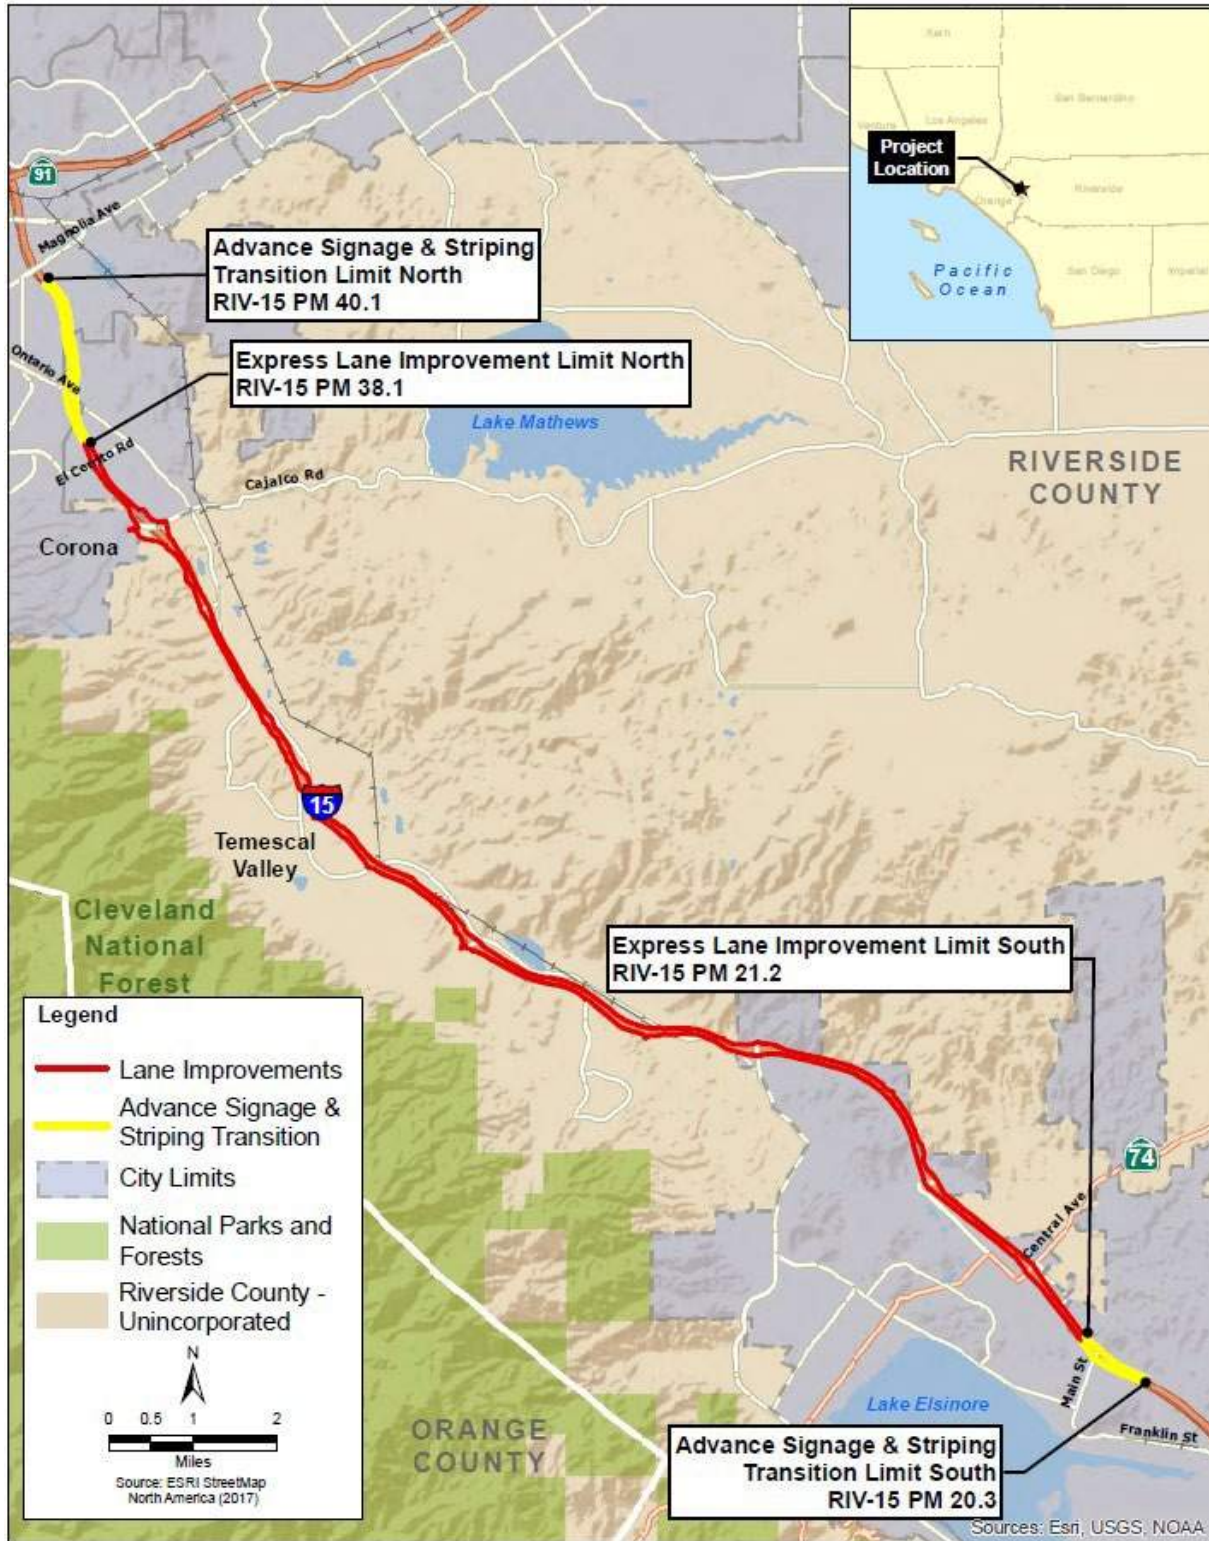 91
Magnolia Ave
Advance Signage & Striping
Transition Limit North
RIV-15 PM 40.1
Express Lane Improvement Limit North
RIV-15 PM 38.1
Ontario Ave
El Cerrito Rd
Cajalco Rd
Corona
Lake Mathews
RIVERSIDE
COUNTY
Kern
San Bernardino
Ventura
Los Angeles
Project
Location
Orange
Riverside
San Diego
Imperial
Pacific
Ocean
15
Temescal
Valley
Cleveland
National
Forest
Express Lane Improvement Limit South
RIV-15 PM 21.2
74
Central Ave
Main St
Lake Elsinore
Franklin St
Advance Signage & Striping
Transition Limit South
RIV-15 PM 20.3
ORANGE
COUNTY
Legend
Lane Improvements
Advance Signage &
Striping Transition
City Limits
National Parks and
Forests
Riverside County -
Unincorporated
N
0 0.5 1 2
Miles
Source: ESRI StreetMap
North America (2017)
Sources: Esri, USGS, NOAA